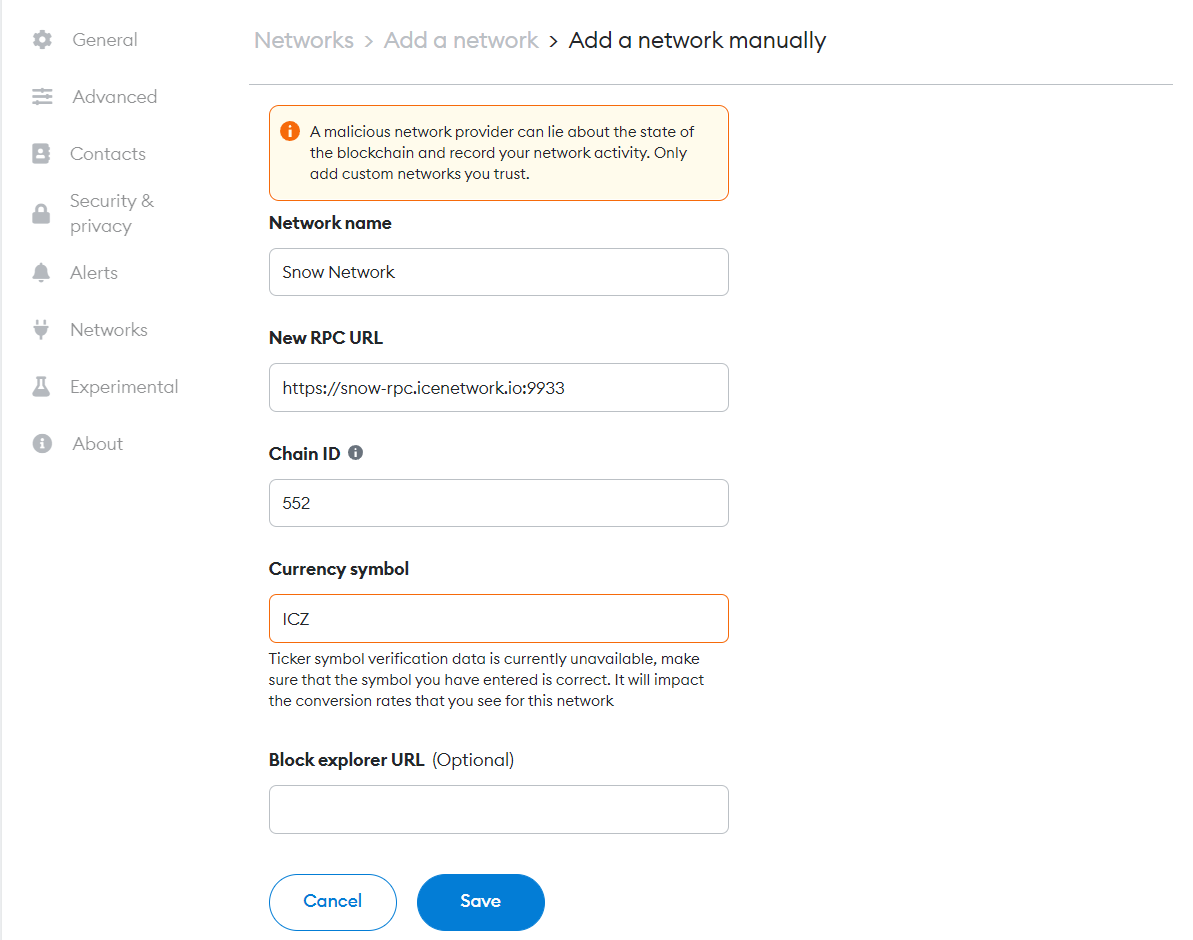 General
Advanced
Contacts
Security &
privacy
Alerts
Networks
Experimental
About
Networks > Add a network > Add a network manually
A malicious network provider can lie about the state of
the blockchain and record your network activity. Only
add custom networks you trust.
Network name
Snow Network
New RPC URL
https://snow-rpc.icenetwork.io:9933
Chain ID
552
Currency symbol
ICZ
Ticker symbol verification data is currently unavailable, make
sure that the symbol you have entered is correct. It will impact
the conversion rates that you see for this network
Block explorer URL (Optional)
Cancel
Save